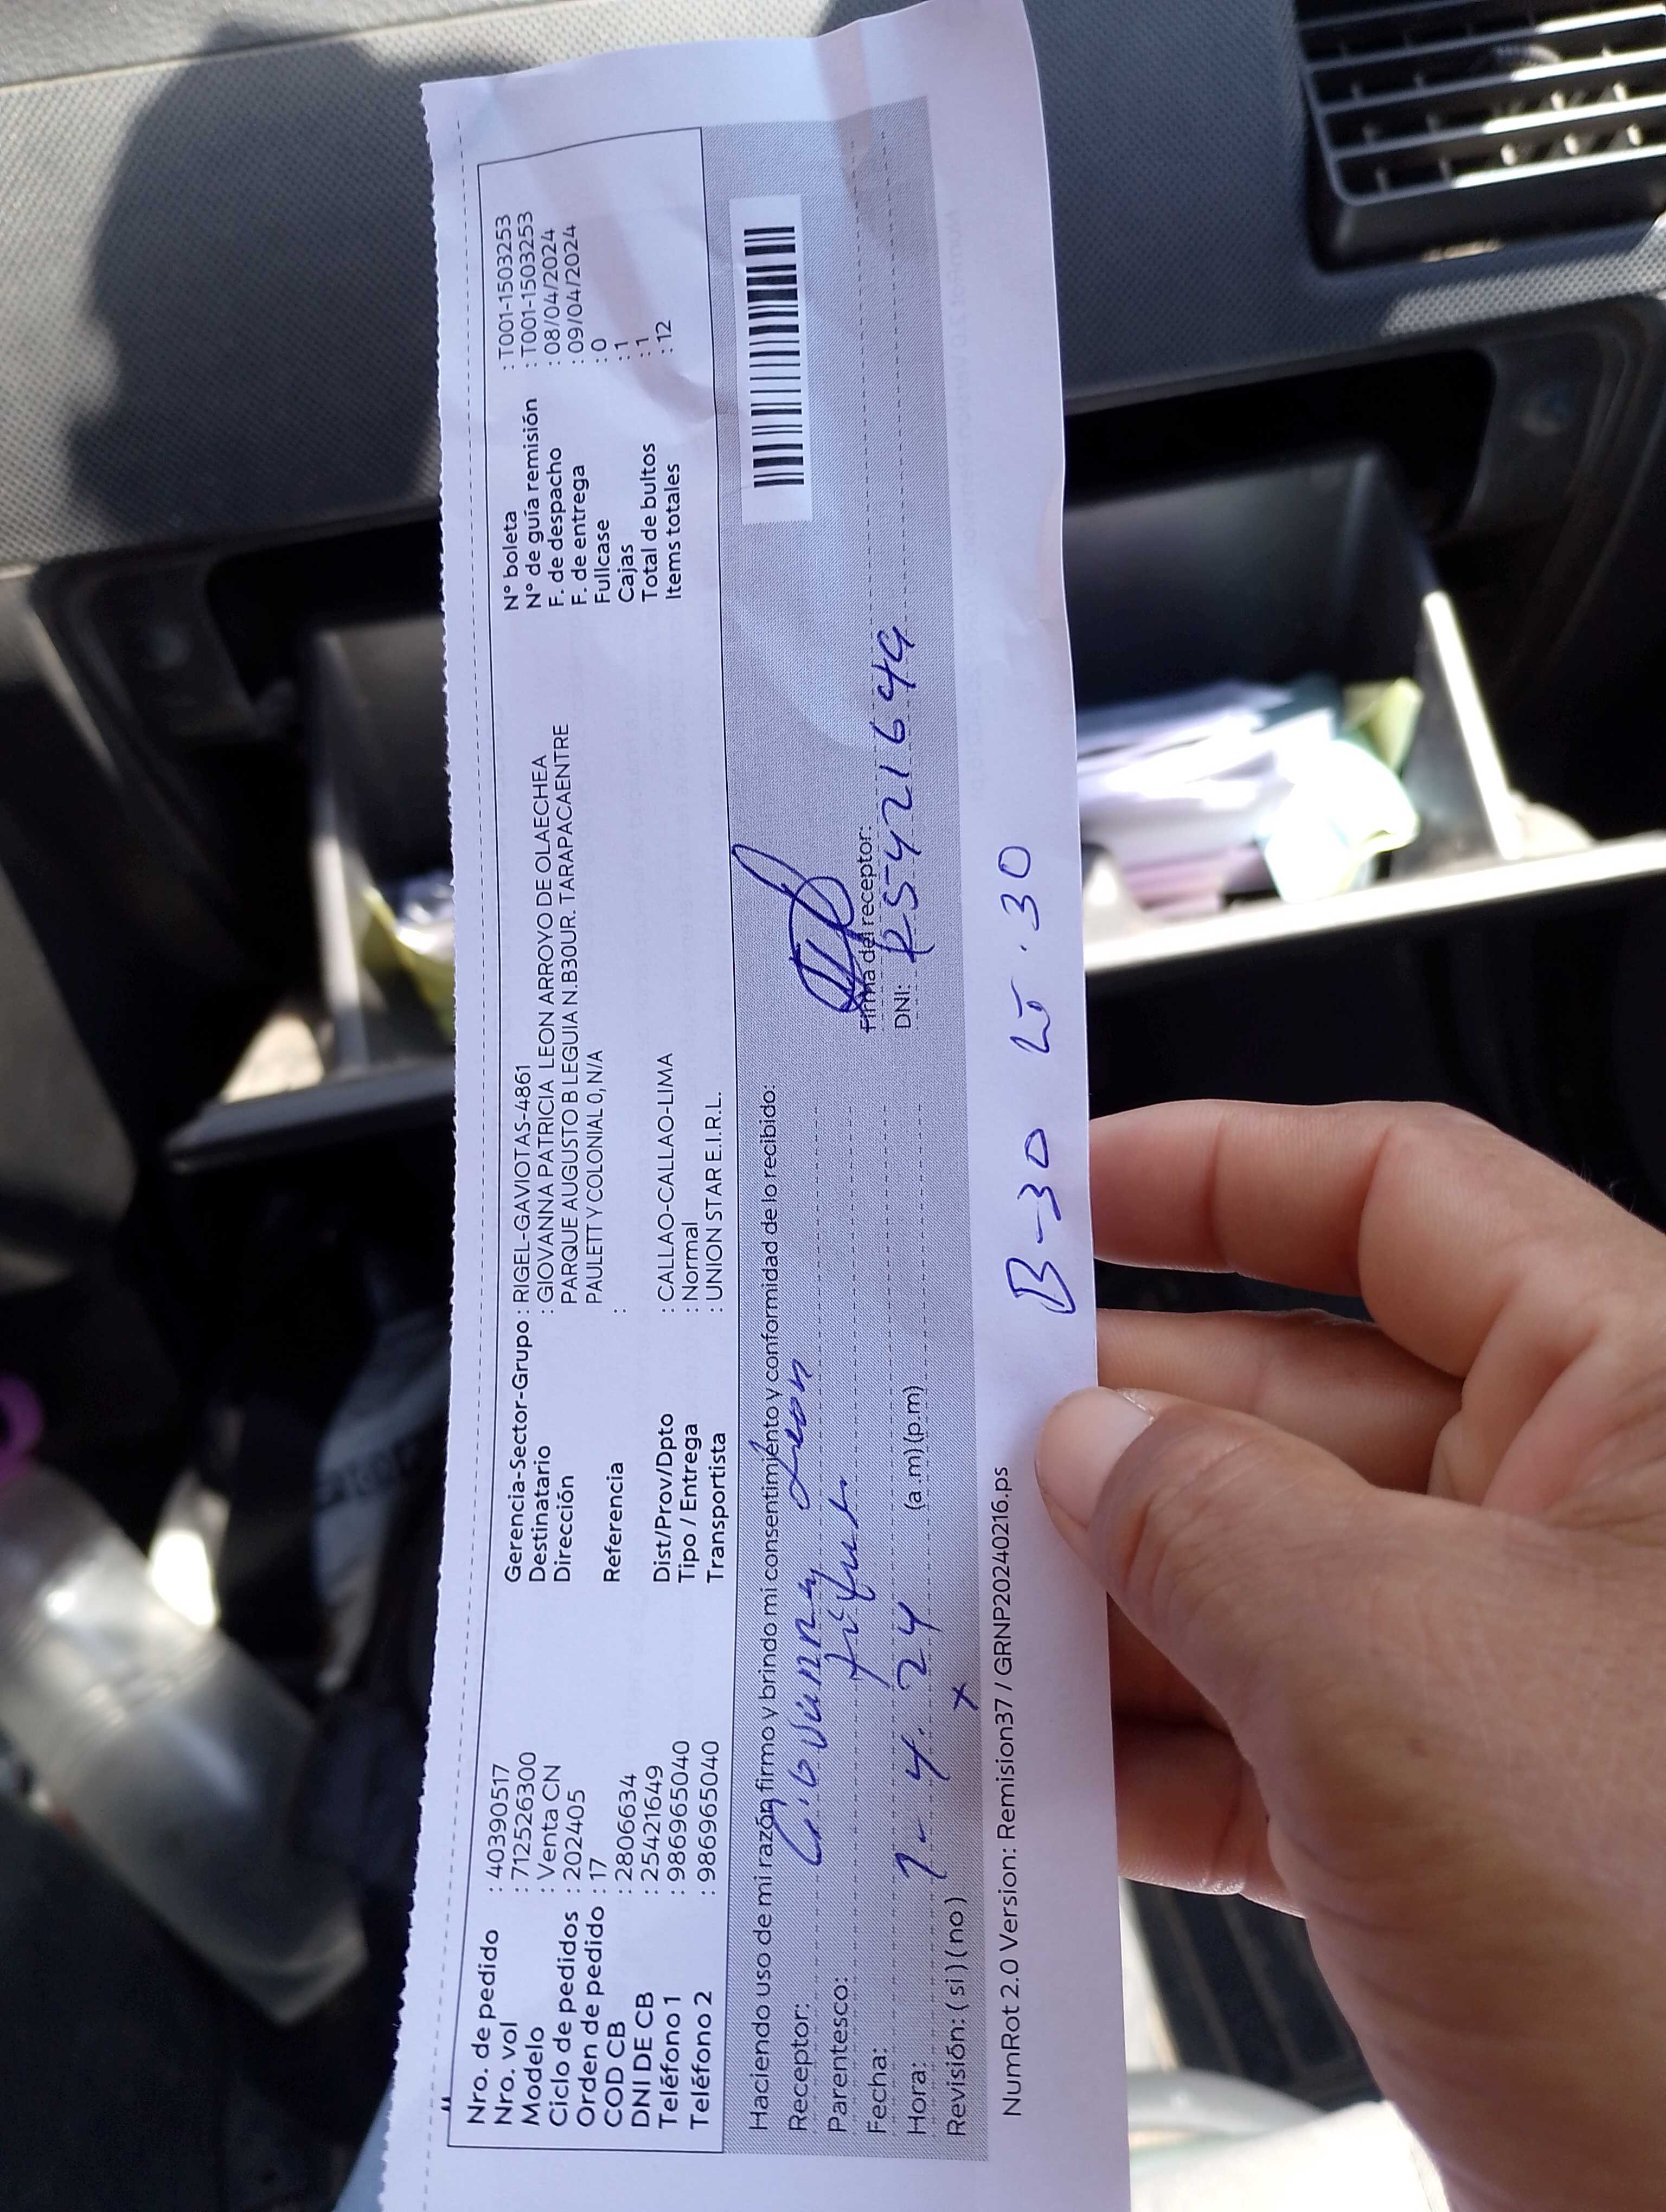 Nro. de pedido : 40390517
Nro. vol : 712526300
Modelo : Venta CN
Ciclo de pedidos : 202405
Orden de pedido : 17
COD CB : 2806634
DNI DE CB : 25421649
Teléfono 1 : 986965040
Teléfono 2 : 986965040
Gerencia-Sector-Grupo : RIGEL-GAVIOTAS-4861
Destinatario : GIOVANNA PATRICIA LEON ARROYO DE OLAECHEA
Dirección PARQUE AUGUSTO B LEGUIA N.B30UR. TARAPACAENTRE
PAULETTY COLONIAL 0, N/A
Referencia :
Dist/Prov/Dpto : CALLAO-CALLAO-LIMA
Tipo / Entrega : Normal
Transportista : UNION STAR E.I.R.L.
N° boleta : T001-1503253
N° de guía remisión : T001-1503253
F. de despacho : 08/04/2024
F. de entrega : 09/04/2024
Fullcase : 0
Cajas : 1
Total de bultos : 1
Items totales : 12
Haciendo uso de mi razón firmo y brindo mi consentimiento y conformidad de lo recibido:
Receptor: Giovanna Leon
Parentesco:
Fecha:
Hora: 4. 24 (a.m) (p.m)
Revisión: ( si ) ( no ) x
Firma del receptor:
DNI: 25421649
NumRot 2.0 Version: Remision37 / GRNP20240216.ps
B-30 LT. 30